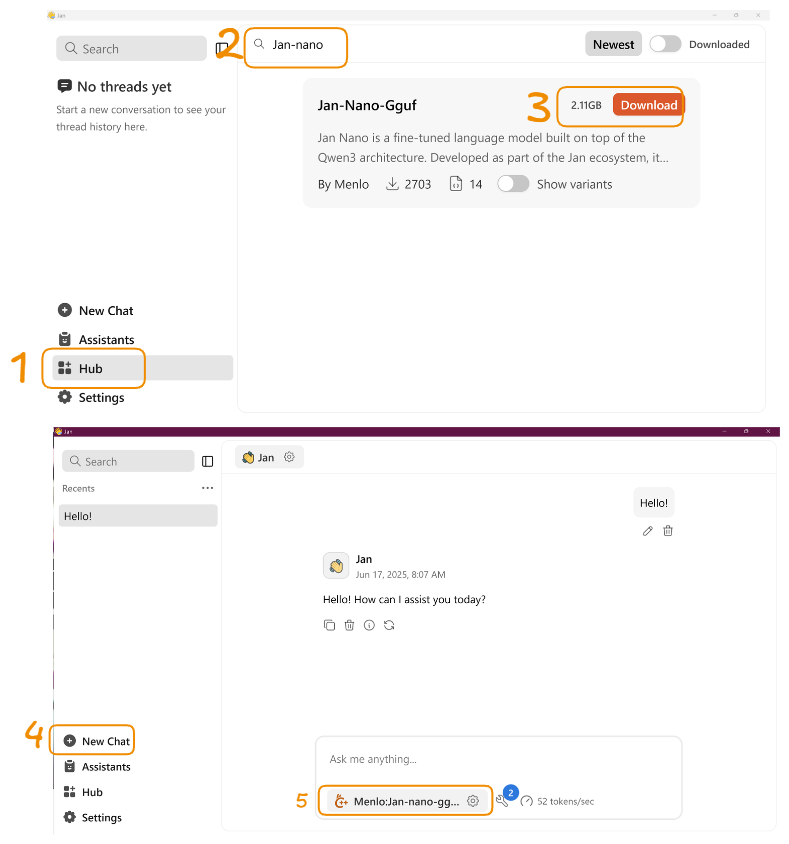 Jan
Search
2
Jan-nano
Newest
Downloaded
No threads yet
Start a new conversation to see your
thread history here.
Jan-Nano-Gguf
3
2.11GB
Download
Jan Nano is a fine-tuned language model built on top of the
Qwen3 architecture. Developed as part of the Jan ecosystem, it...
By Menlo
2703
14
Show variants
New Chat
Assistants
1
Hub
Settings
Jan
Search
Jan
Recents
Hello!
Hello!
Jan
Jun 17, 2025, 8:07 AM
Hello! How can I assist you today?
4
New Chat
Assistants
Hub
Settings
Ask me anything...
5
Menlo:Jan-nano-gg...
2
52 tokens/sec